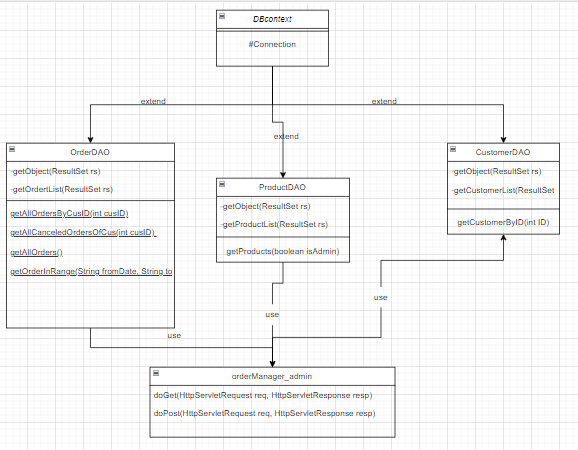 DBcontext
#Connection
extend
extend
extend
OrderDAO
-getObject(ResultSet rs)
-getOrdertList(ResultSet rs)
getAllOrdersByCusID(int cusID)
getAllCanceledOrdersOfCus(int cusID)
getAllOrders()
getOrderInRange(String fromDate, String to
ProductDAO
-getObject(ResultSet rs)
-getProductList(ResultSet rs)
getProducts(boolean isAdmin)
CustomerDAO
-getObject(ResultSet rs)
-getCustomerList(ResultSet
getCustomerByID(int ID)
use
use
use
orderManager_admin
doGet(HttpServletRequest req, HttpServletResponse resp)
doPost(HttpServletRequest req, HttpServletResponse resp)